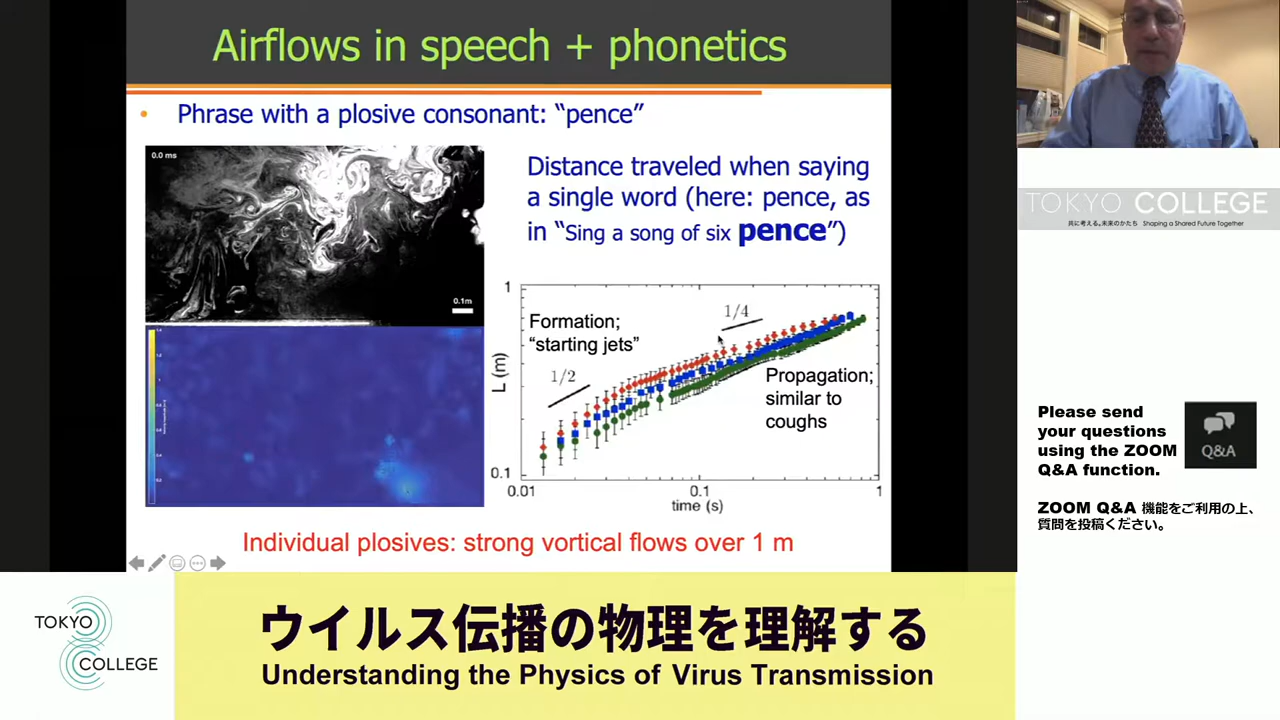 Airflows in speech + phonetics
• Phrase with a plosive consonant: “pence”
0.0 ms
0.1m
Distance traveled when saying
a single word (here: pence, as
in “Sing a song of six pence”)
1
Formation;
“starting jets”
1/2
1/4
Propagation;
similar to
coughs
L (m)
0.1
0.01
0.1
1
time (s)
Individual plosives: strong vortical flows over 1 m
TOKYO COLLEGE
共に考える。未来のかたち Shaping a Shared Future Together
Please send
your questions
using the ZOOM
Q&A function.
Q&A
ZOOM Q&A 機能をご利用の上、
質問を投稿ください。
TOKYO
COLLEGE
ウイルス伝播の物理を理解する
Understanding the Physics of Virus Transmission